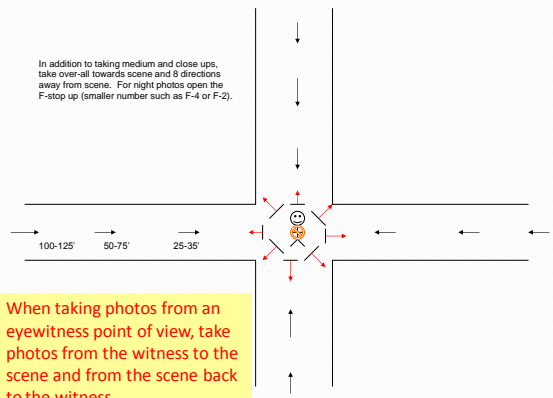 In addition to taking medium and close ups,
take over-all towards scene and 8 directions
away from scene.  For night photos open the
F-stop up (smaller number such as F-4 or F-2).
100-125'
50-75'
25-35'
When taking photos from an
eyewitness point of view, take
photos from the witness to the
scene and from the scene back
to the witness